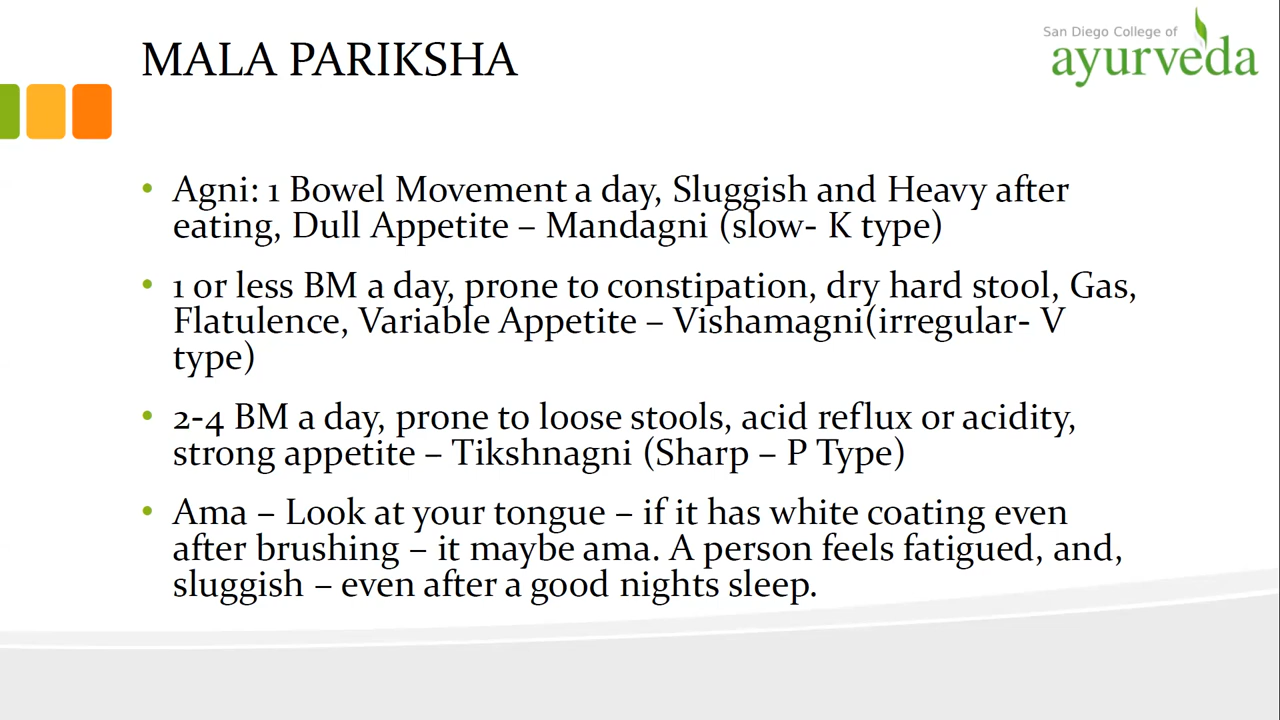 San Diego College of
ayurveda
MALA PARIKSHA
• Agni: 1 Bowel Movement a day, Sluggish and Heavy after
eating, Dull Appetite – Mandagni (slow- K type)
• 1 or less BM a day, prone to constipation, dry hard stool, Gas,
Flatulence, Variable Appetite – Vishamagni(irregular- V
type)
• 2-4 BM a day, prone to loose stools, acid reflux or acidity,
strong appetite – Tikshnagni (Sharp – P Type)
• Ama – Look at your tongue – if it has white coating even
after brushing – it maybe ama. A person feels fatigued, and,
sluggish – even after a good nights sleep.